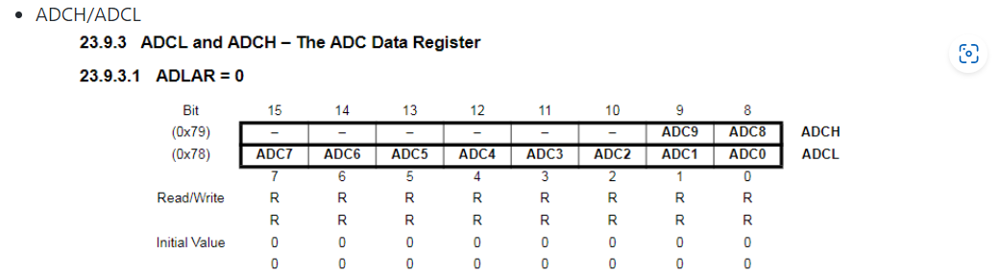 ADCH/ADCL
23.9.3 ADCL and ADCH – The ADC Data Register
23.9.3.1 ADLAR = 0
Bit 15 14 13 12 11 10 9 8
(0x79) – – – – – – ADC9 ADC8 ADCH
(0x78) ADC7 ADC6 ADC5 ADC4 ADC3 ADC2 ADC1 ADC0 ADCL
7 6 5 4 3 2 1 0
Read/Write R R R R R R R R
R R R R R R R R
Initial Value 0 0 0 0 0 0 0 0
0 0 0 0 0 0 0 0